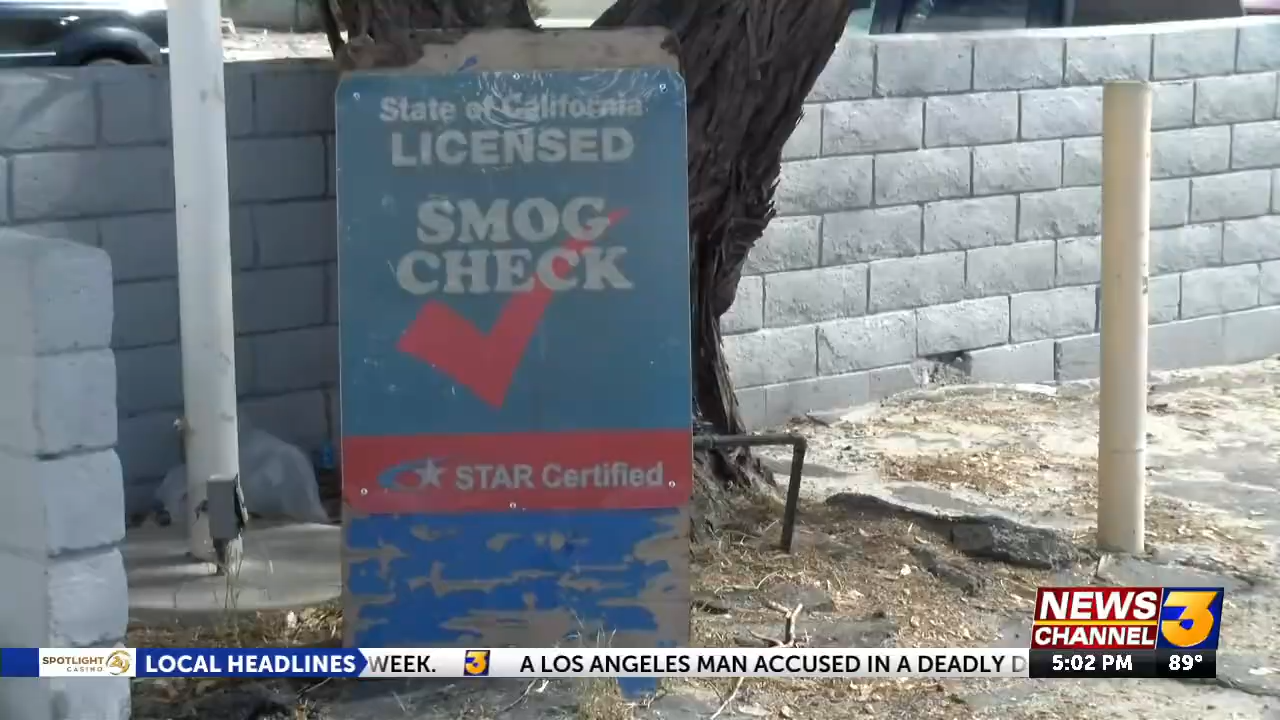 State of California
LICENSED
SMOG
CHECK
STAR Certified
NEWS
CHANNEL 3
5:02 PM 89°
SPOTLIGHT
CASINO
LOCAL HEADLINES
WEEK. 3 A LOS ANGELES MAN ACCUSED IN A DEADLY D